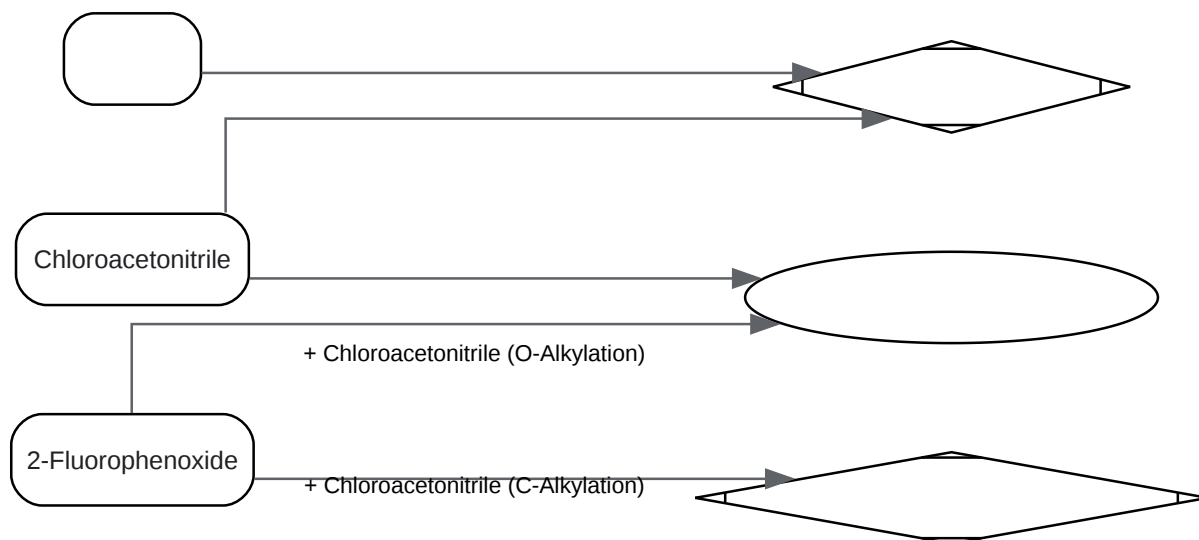 Chloroacetonitrile
+ Chloroacetonitrile (O-Alkylation)
2-Fluorophenoxide
+ Chloroacetonitrile (C-Alkylation)